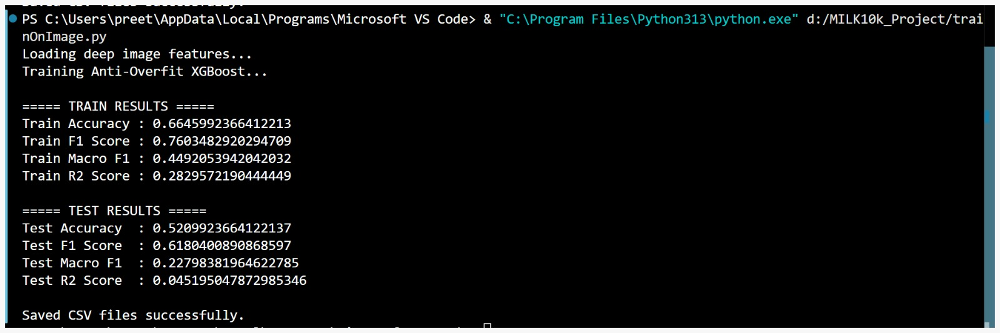 PS C:\Users\preet\AppData\Local\Programs\Microsoft VS Code> & "C:\Program Files\Python313\python.exe" d:/MILK10k_Project/trai
nOnImage.py
Loading deep image features...
Training Anti-Overfit XGBoost...
===== TRAIN RESULTS =====
Train Accuracy : 0.6645992366412213
Train F1 Score : 0.7603482920294709
Train Macro F1 : 0.4492053942042032
Train R2 Score : 0.2829572190444449
===== TEST RESULTS =====
Test Accuracy  : 0.5209923664122137
Test F1 Score  : 0.6180400890868597
Test Macro F1  : 0.22798381964622785
Test R2 Score  : 0.045195047872985346
Saved CSV files successfully.